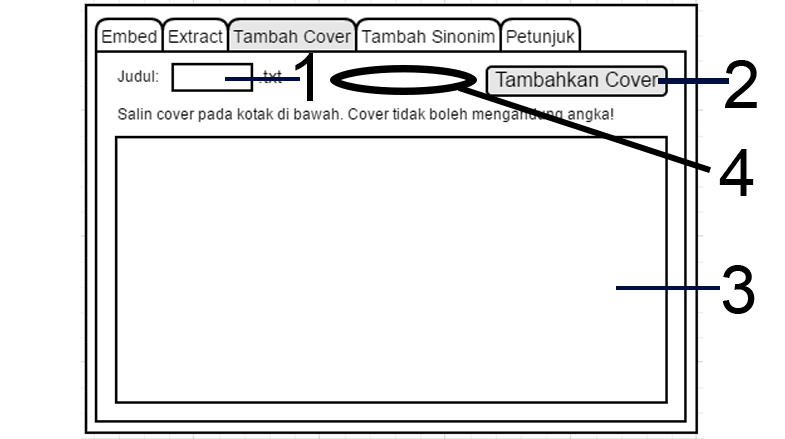 Embed Extract Tambah Cover Tambah Sinonim Petunjuk
Judul: .txt 1 Tambahkan Cover 2
Salin cover pada kotak di bawah. Cover tidak boleh mengandung angka!
4
3